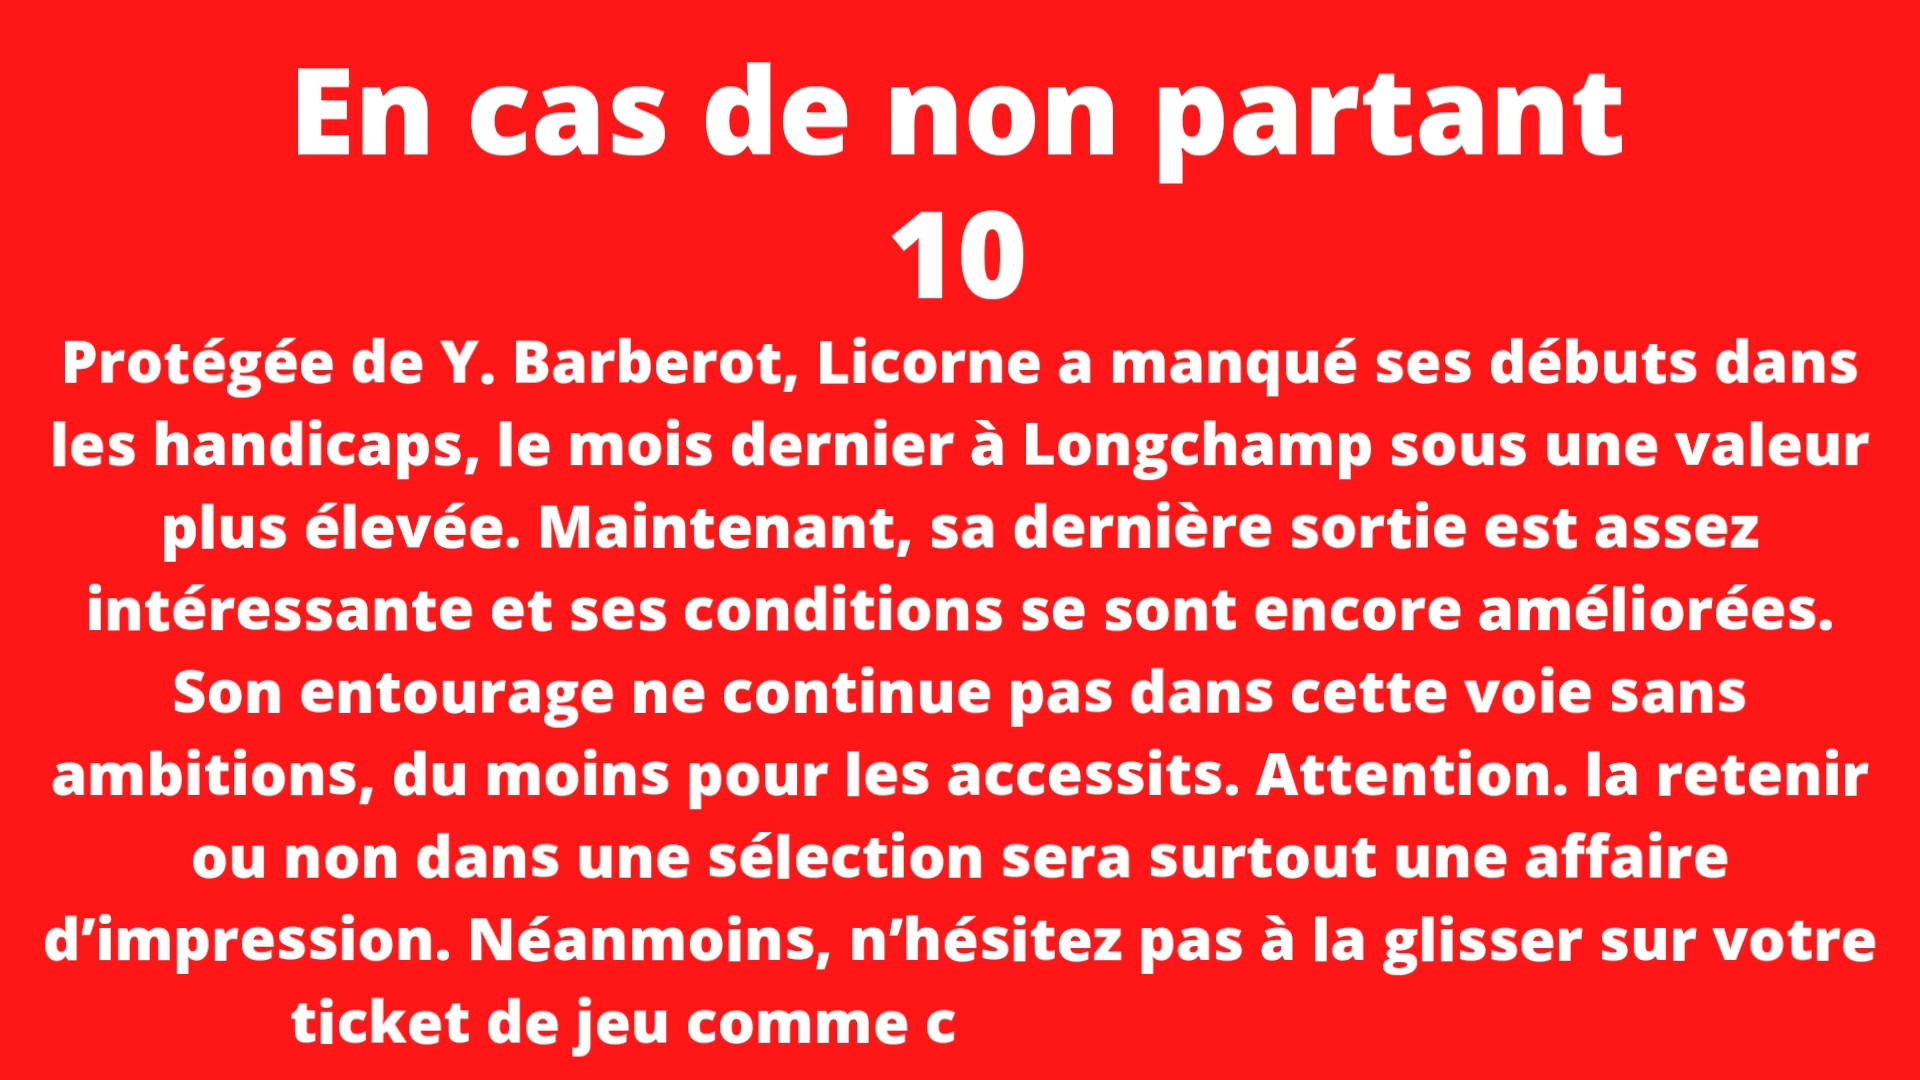 En cas de non partant
10
Protégée de Y. Barberot, Licorne a manqué ses débuts dans
les handicaps, le mois dernier à Longchamp sous une valeur
plus élevée. Maintenant, sa dernière sortie est assez
intéressante et ses conditions se sont encore améliorées.
Son entourage ne continue pas dans cette voie sans
ambitions, du moins pour les accessits. Attention. la retenir
ou non dans une sélection sera surtout une affaire
d’impression. Néanmoins, n’hésitez pas à la glisser sur votre
ticket de jeu comme c